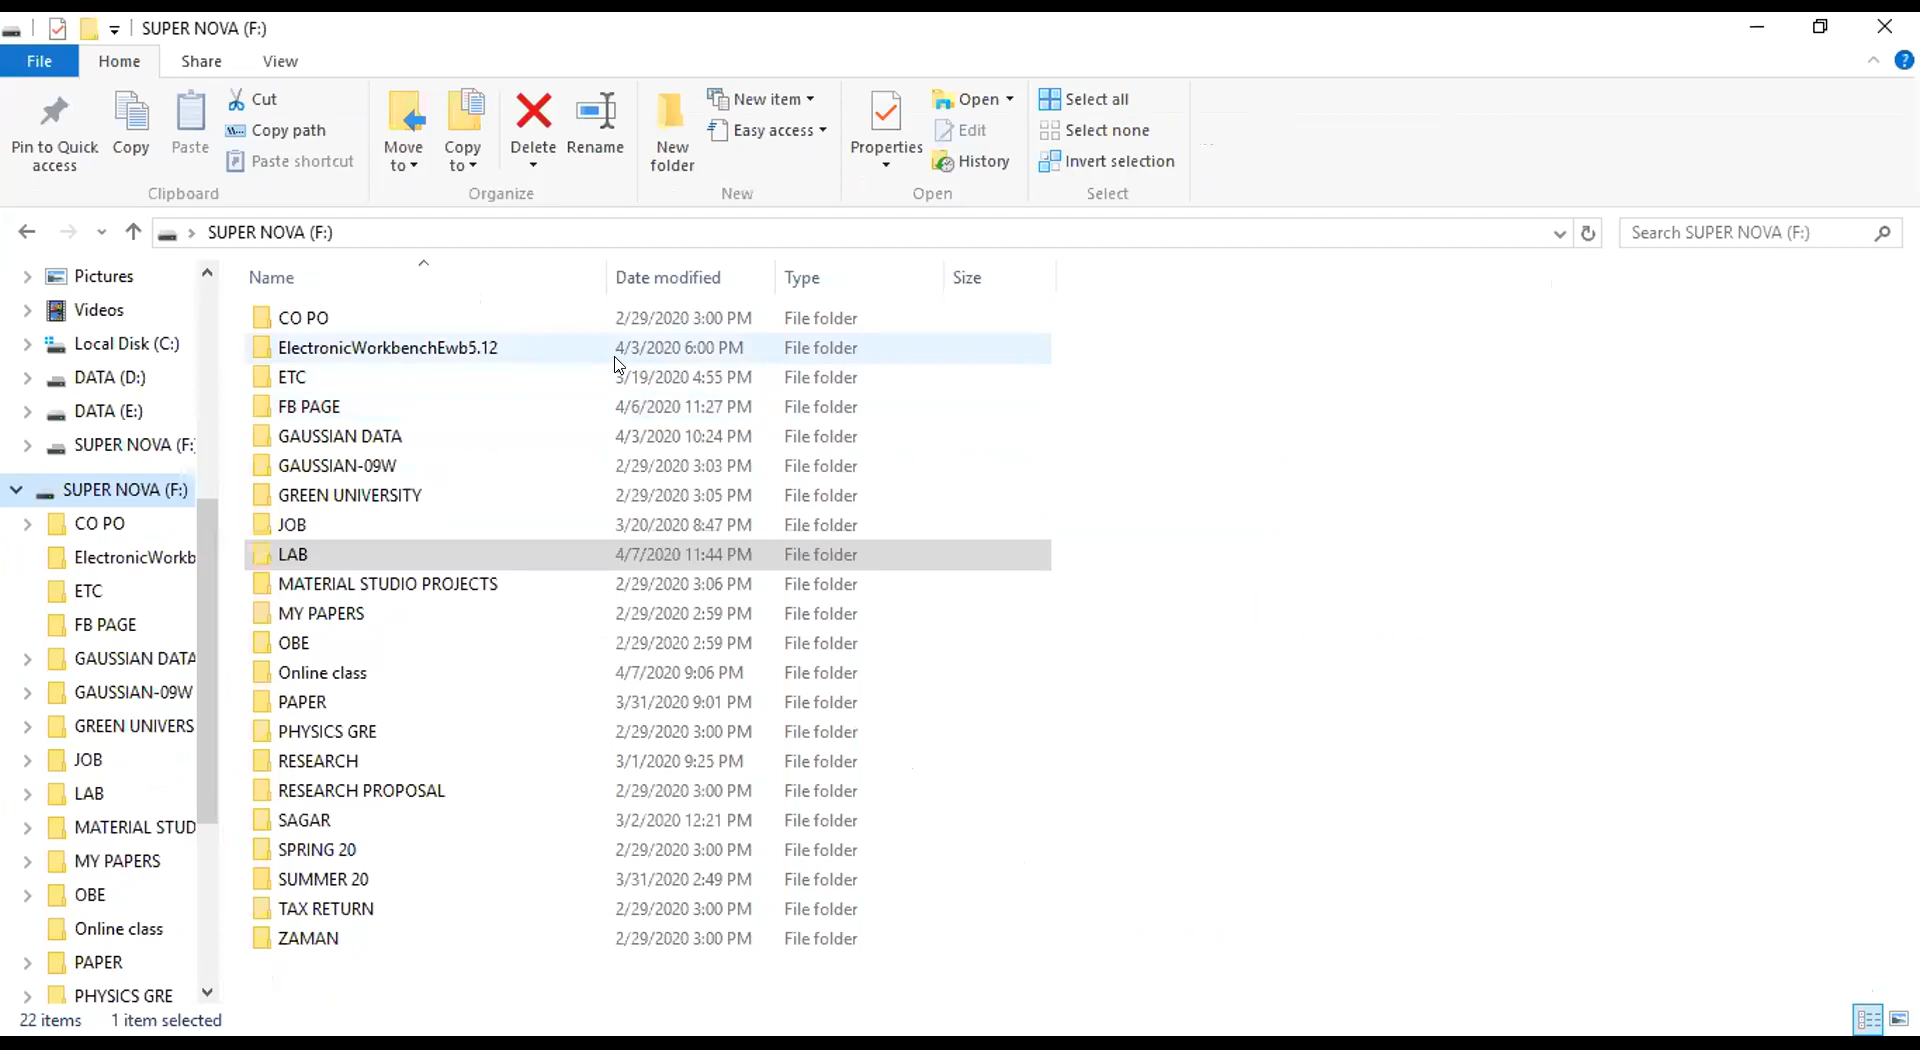 SUPER NOVA (F:)
File Home Share View
Pin to Quick access
Copy
Paste
Cut
Copy path
Paste shortcut
Clipboard
Move to
Copy to
Delete
Rename
Organize
New folder
New item
Easy access
New
Properties
Open
Edit
History
Open
Select all
Select none
Invert selection
Select
SUPER NOVA (F:)
Search SUPER NOVA (F:)
Pictures
Videos
Local Disk (C:)
DATA (D:)
DATA (E:)
SUPER NOVA (F:
SUPER NOVA (F:)
CO PO
ElectronicWorkb
ETC
FB PAGE
GAUSSIAN DATA
GAUSSIAN-09W
GREEN UNIVERS
JOB
LAB
MATERIAL STUD
MY PAPERS
OBE
Online class
PAPER
PHYSICS GRE
Name Date modified Type Size
CO PO 2/29/2020 3:00 PM File folder
ElectronicWorkbenchEwb5.12 4/3/2020 6:00 PM File folder
ETC 3/19/2020 4:55 PM File folder
FB PAGE 4/6/2020 11:27 PM File folder
GAUSSIAN DATA 4/3/2020 10:24 PM File folder
GAUSSIAN-09W 2/29/2020 3:03 PM File folder
GREEN UNIVERSITY 2/29/2020 3:05 PM File folder
JOB 3/20/2020 8:47 PM File folder
LAB 4/7/2020 11:44 PM File folder
MATERIAL STUDIO PROJECTS 2/29/2020 3:06 PM File folder
MY PAPERS 2/29/2020 2:59 PM File folder
OBE 2/29/2020 2:59 PM File folder
Online class 4/7/2020 9:06 PM File folder
PAPER 3/31/2020 9:01 PM File folder
PHYSICS GRE 2/29/2020 3:00 PM File folder
RESEARCH 3/1/2020 9:25 PM File folder
RESEARCH PROPOSAL 2/29/2020 3:00 PM File folder
SAGAR 3/2/2020 12:21 PM File folder
SPRING 20 2/29/2020 3:00 PM File folder
SUMMER 20 3/31/2020 2:49 PM File folder
TAX RETURN 2/29/2020 3:00 PM File folder
ZAMAN 2/29/2020 3:00 PM File folder
22 items 1 item selected